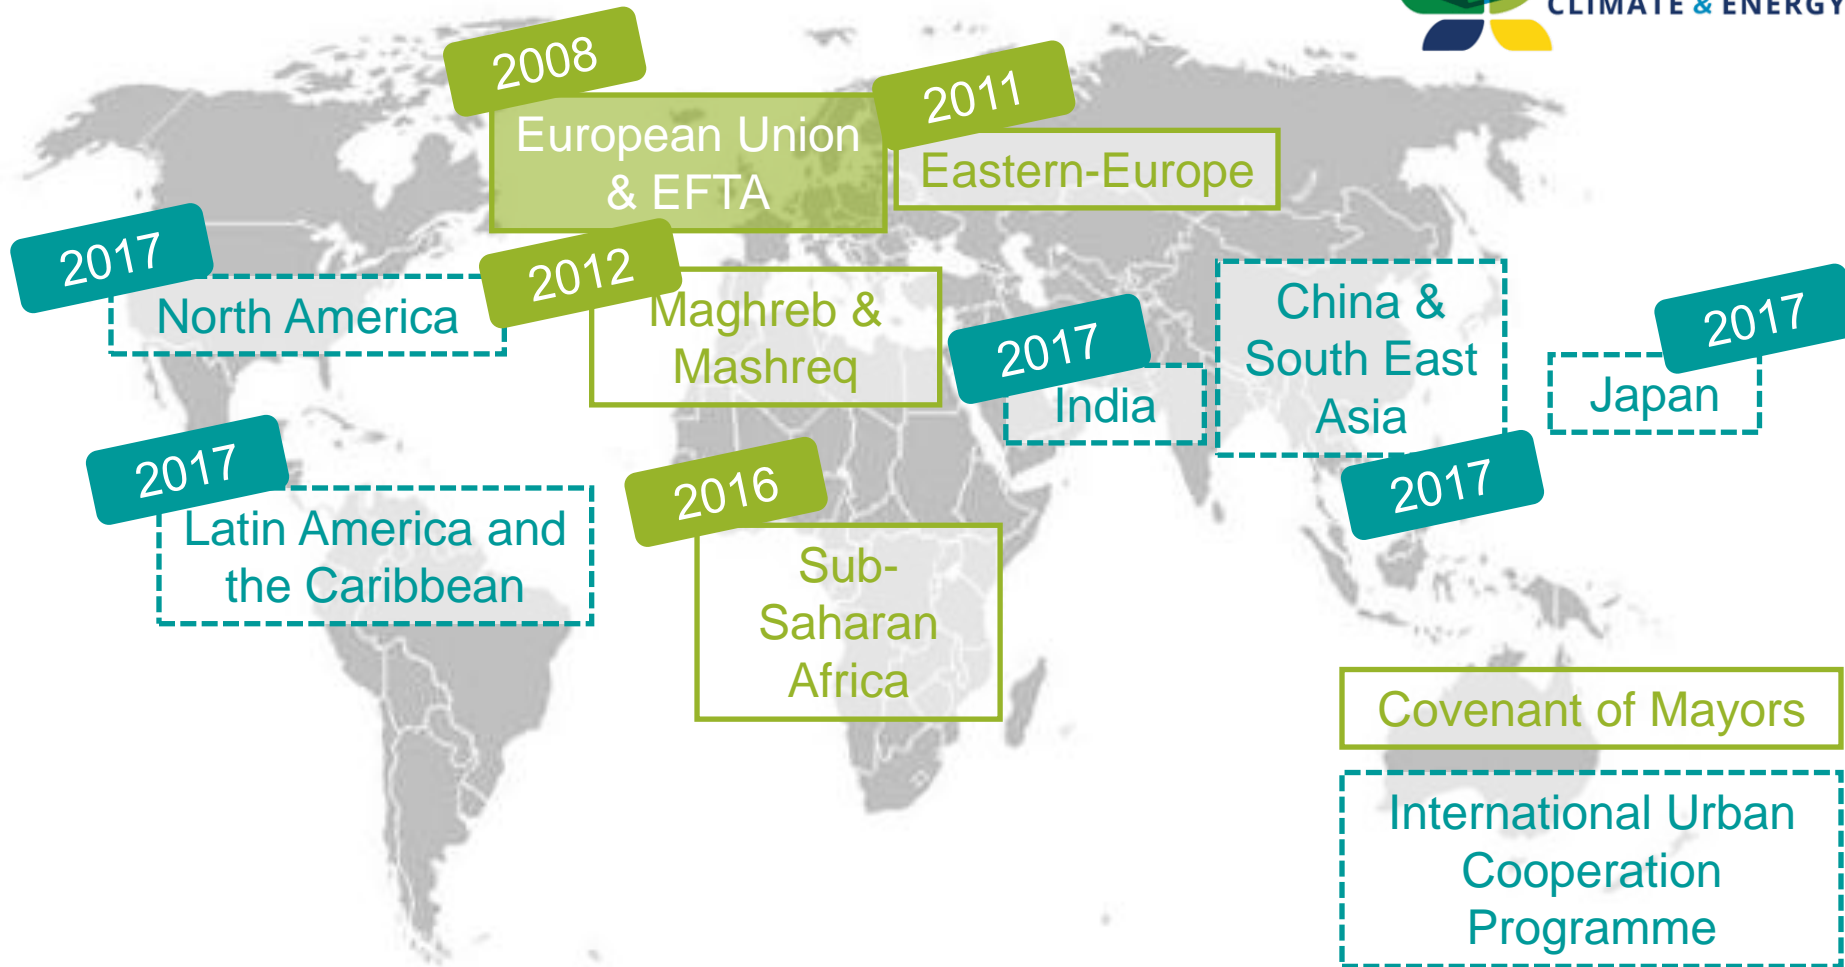 CLIMATE & ENERGY
2008
European Union
& EFTA
2011
Eastern-Europe
2017
North America
2012
Maghreb &
Mashreq
2017
India
China &
South East
Asia
2017
2017
Japan
2017
Latin America and
the Caribbean
2016
Sub-
Saharan
Africa
Covenant of Mayors
International Urban
Cooperation
Programme